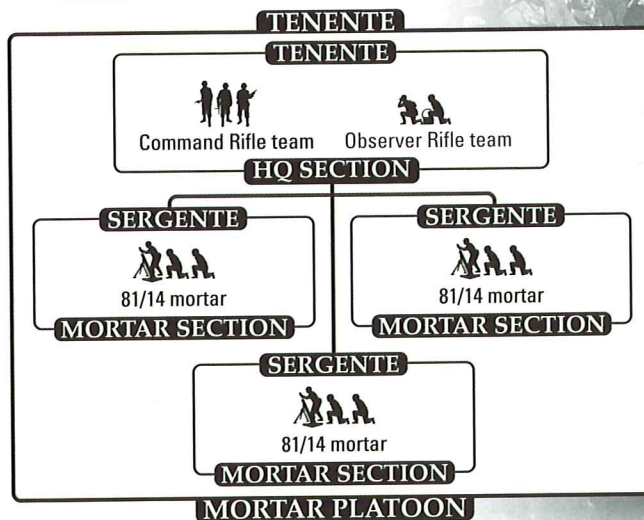 TENENTE
TENENTE
Command Rifle team
Observer Rifle team
HQ SECTION
SERGENTE
81/14 mortar
MORTAR SECTION
SERGENTE
81/14 mortar
MORTAR SECTION
SERGENTE
81/14 mortar
MORTAR SECTION
MORTAR PLATOON